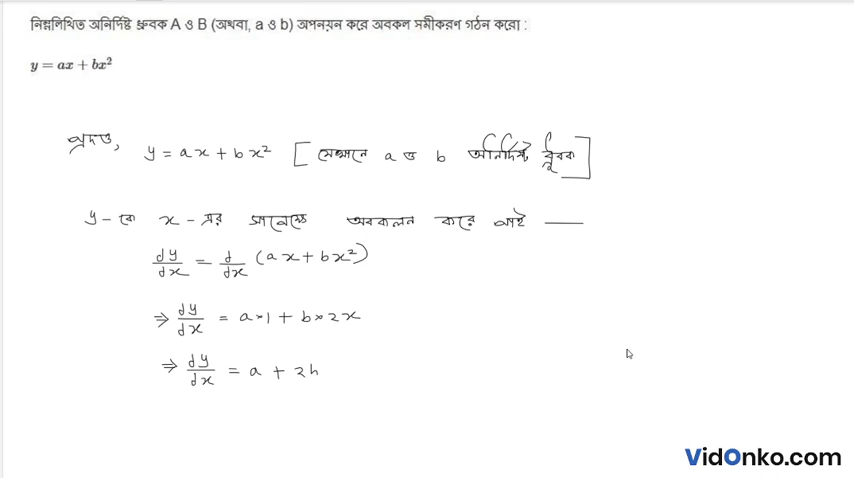 নিম্নলিখিত অনির্দিষ্ট ধ্রুবক A ও B (অথবা, a ও b) অপনয়ন করে অবকল সমীকরণ গঠন করো :
y = ax + bx²
প্রদত্ত, y = ax + bx² [ যেখানে a ও b অনির্দিষ্ট ধ্রুবক ]
y - কে x - এর সাপেক্ষে অবকলন করে পাই —
dy/dx = d/dx (ax + bx²)
⇒ dy/dx = a×1 + b×2x
⇒ dy/dx = a + 2b
VidOnko.com